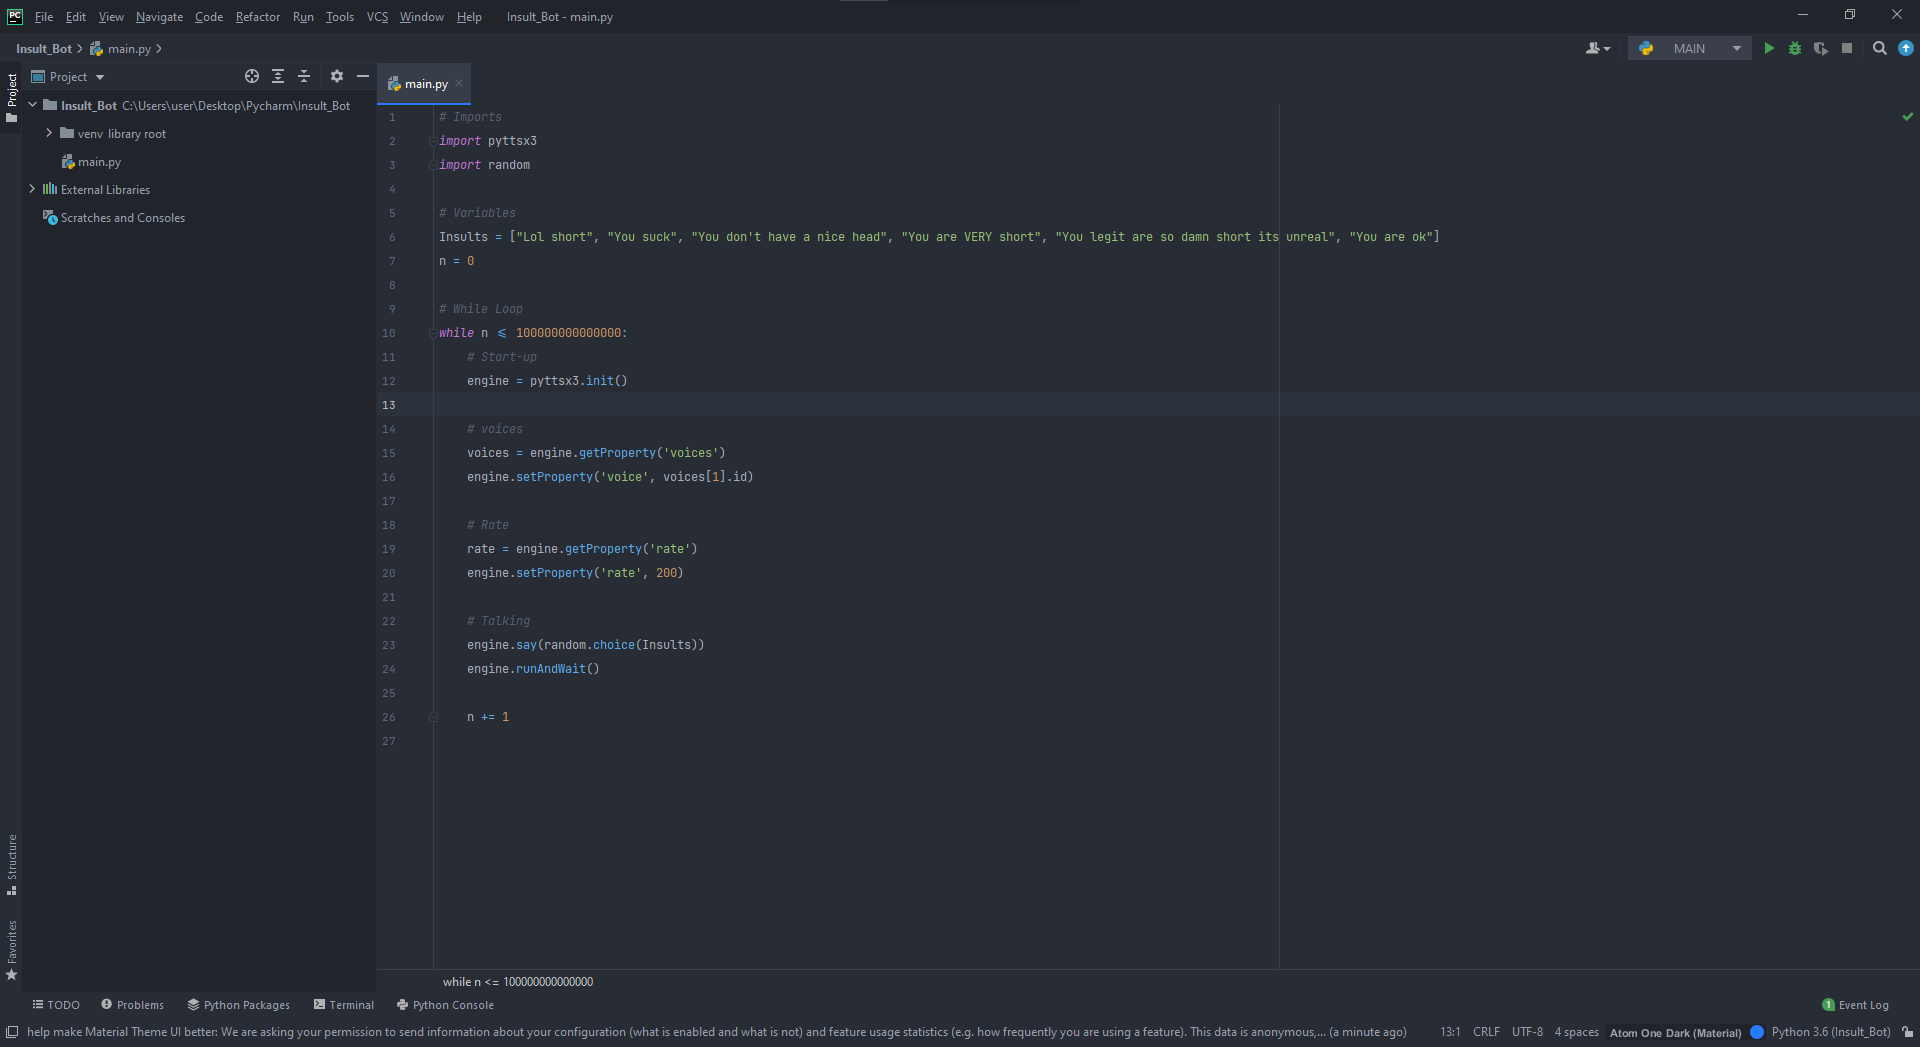 PC File Edit View Navigate Code Refactor Run Tools VCS Window Help Insult_Bot - main.py
Insult_Bot main.py MAIN
Project
Project main.py
Insult_Bot C:\Users\user\Desktop\Pycharm\Insult_Bot
venv library root
main.py
External Libraries
Scratches and Consoles
1 # Imports
2 import pyttsx3
3 import random
4
5 # Variables
6 Insults = ["Lol short", "You suck", "You don't have a nice head", "You are VERY short", "You legit are so damn short its unreal", "You are ok"]
7 n = 0
8
9 # While Loop
10 while n ⩽ 100000000000000:
11 # Start-up
12 engine = pyttsx3.init()
13
14 # voices
15 voices = engine.getProperty('voices')
16 engine.setProperty('voice', voices[1].id)
17
18 # Rate
19 rate = engine.getProperty('rate')
20 engine.setProperty('rate', 200)
21
22 # Talking
23 engine.say(random.choice(Insults))
24 engine.runAndWait()
25
26 n += 1
27
Structure
Favorites
while n <= 100000000000000
TODO Problems Python Packages Terminal Python Console 1 Event Log
help make Material Theme UI better: We are asking your permission to send information about your configuration (what is enabled and what is not) and feature usage statistics (e.g. how frequently you are using a feature). This data is anonymous,... (a minute ago) 13:1 CRLF UTF-8 4 spaces Atom One Dark (Material) Python 3.6 (Insult_Bot)